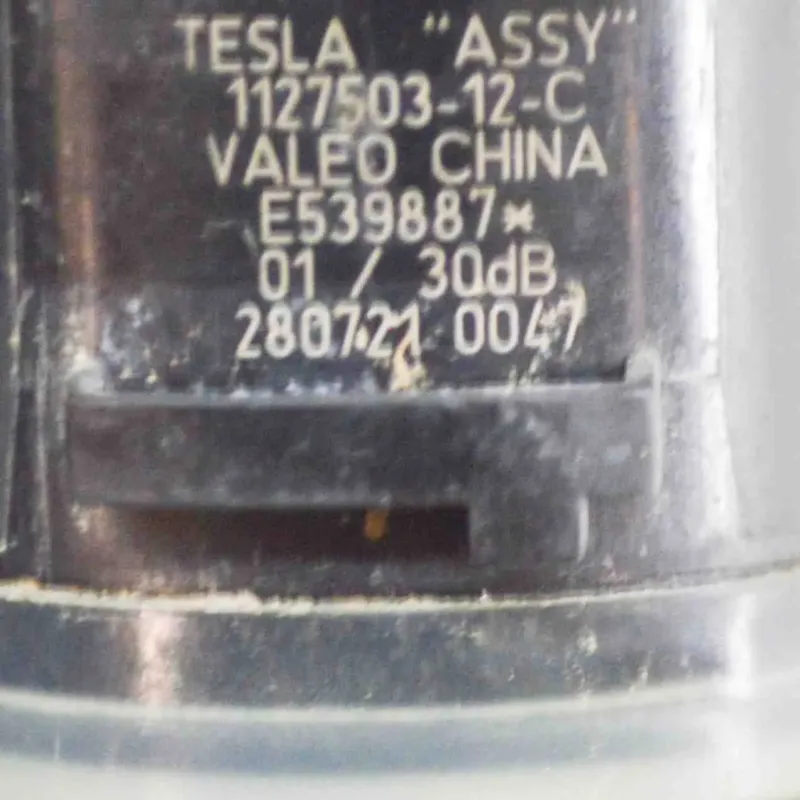 TESLA "ASSY"
1127503-12-C
VALEO CHINA
E539887*
01 / 30dB
280721 0047